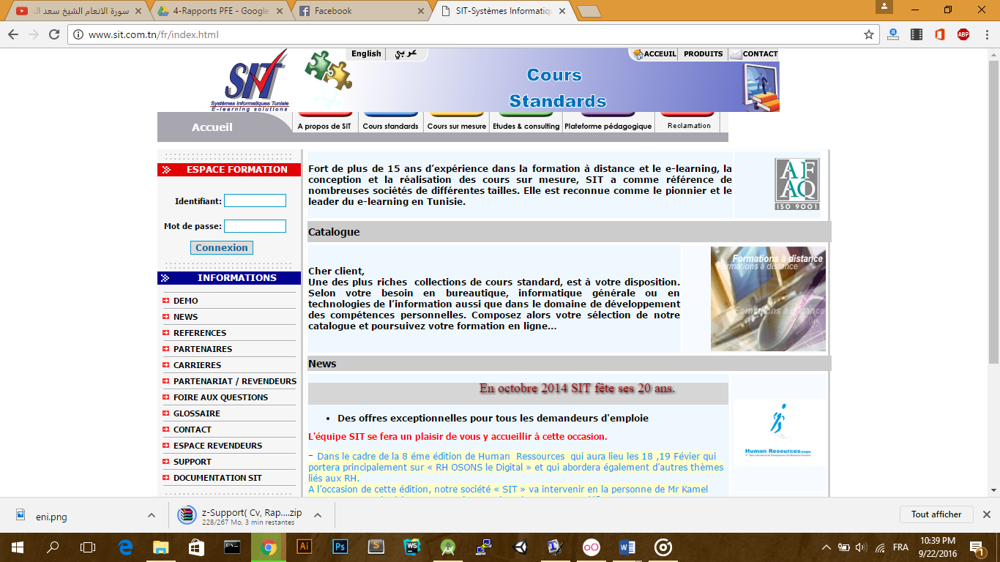 سورة الانعام الشيخ سعد ال
4-Rapports PFE - Google
Facebook
SIT-Systèmes Informatiqu
www.sit.com.tn/fr/index.html
ABP
SIT
Systèmes Informatiques Tunisie
E-learning solutions
English
عربي
ACCEUIL
PRODUITS
CONTACT
Cours
Standards
Accueil
A propos de SIT
Cours standards
Cours sur mesure
Etudes & consulting
Plateforme pédagogique
Reclamation
ESPACE FORMATION
Identifiant:
Mot de passe:
Connexion
INFORMATIONS
DEMO
NEWS
REFERENCES
PARTENAIRES
CARRIERES
PARTENARIAT / REVENDEURS
FOIRE AUX QUESTIONS
GLOSSAIRE
CONTACT
ESPACE REVENDEURS
SUPPORT
DOCUMENTATION SIT
Fort de plus de 15 ans d’expérience dans la formation à distance et le e-learning, la
conception et la réalisation des cours sur mesure, SIT a comme référence de
nombreuses sociétés de différentes tailles. Elle est reconnue comme le pionnier et le
leader du e-learning en Tunisie.
AF
AQ
ISO 9001
Catalogue
Cher client,
Une des plus riches collections de cours standard, est à votre disposition.
Selon votre besoin en bureautique, informatique générale ou en
technologies de l’information aussi que dans le domaine de développement
des compétences personnelles. Composez alors votre sélection de notre
catalogue et poursuivez votre formation en ligne...
Formations à distance
Formations à distance
Formations à distance
News
En octobre 2014 SIT fête ses 20 ans.
• Des offres exceptionnelles pour tous les demandeurs d'emploie
L'équipe SIT se fera un plaisir de vous y accueillir à cette occasion.
- Dans le cadre de la 8 éme édition de Human Ressources qui aura lieu les 18 ,19 Févier qui
portera principalement sur « RH OSONS le Digital » et qui abordera également d’autres thèmes
liés aux RH.
A l’occasion de cette édition, notre société « SIT » va intervenir en la personne de Mr Kamel
Human Resources expo
eni.png
z-Support( Cv, Rap....zip
228/267 Mo, 3 min restantes
Tout afficher
Ai
Ps
S
WS
W
FRA
10:39 PM
9/22/2016
1